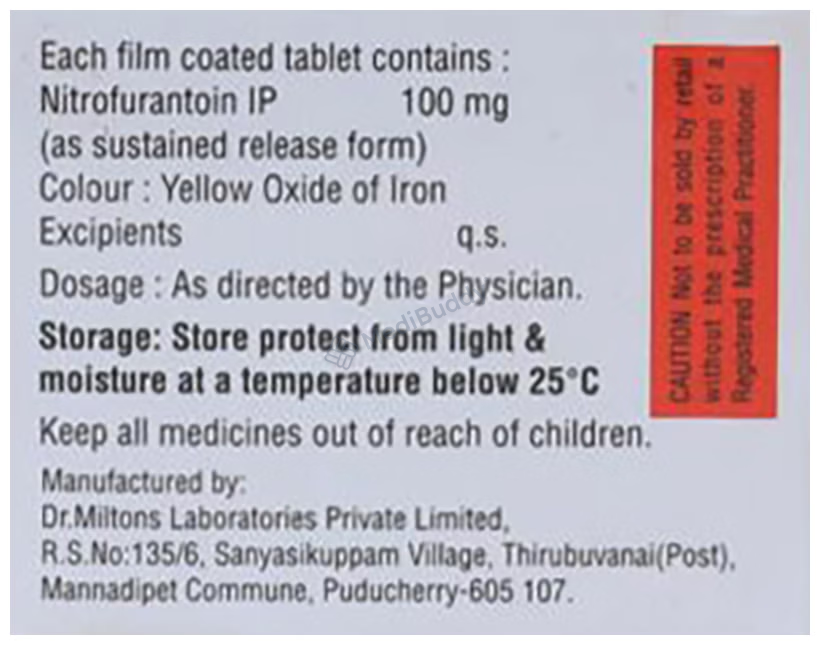 Each film coated tablet contains :
Nitrofurantoin IP 100 mg
(as sustained release form)
Colour : Yellow Oxide of Iron
Excipients q.s.
Dosage : As directed by the Physician.
Storage: Store protect from light &
moisture at a temperature below 25°C
Keep all medicines out of reach of children.
Manufactured by:
Dr.Miltons Laboratories Private Limited,
R.S.No:135/6, Sanyasikuppam Village, Thirubuvanai(Post),
Mannadipet Commune, Puducherry-605 107.
CAUTION Not to be sold by retail
without the prescription of a
Registered Medical Practitioner.
MediBuddy